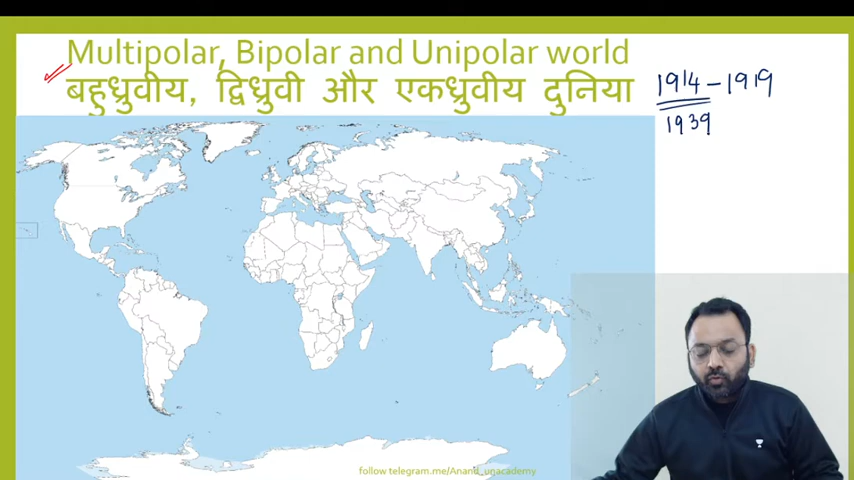 Multipolar, Bipolar and Unipolar world
बहुध्रुवीय, द्विध्रुवी और एकध्रुवीय दुनिया
1914 – 1919
1939
follow telegram.me/Anand_unacademy